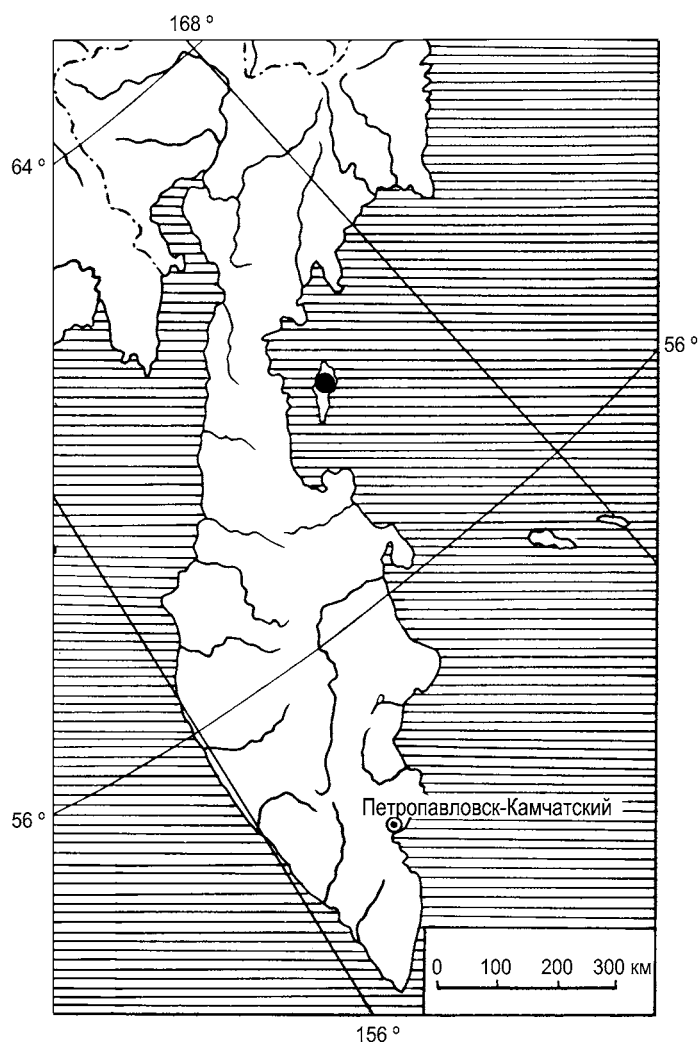 168 º
64 º
56 º
Петропавловск-Камчатский
56 º
0 100 200 300 км
156 º